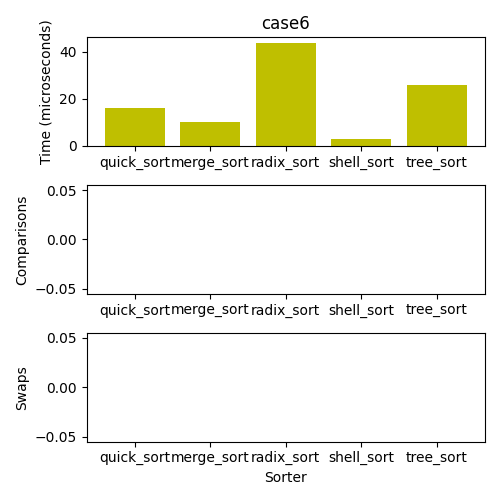 case6
Time (microseconds)
40
20
0
quick_sort merge_sort radix_sort shell_sort tree_sort
Comparisons
0.05
0.00
−0.05
quick_sort merge_sort radix_sort shell_sort tree_sort
Swaps
0.05
0.00
−0.05
quick_sort merge_sort radix_sort shell_sort tree_sort
Sorter